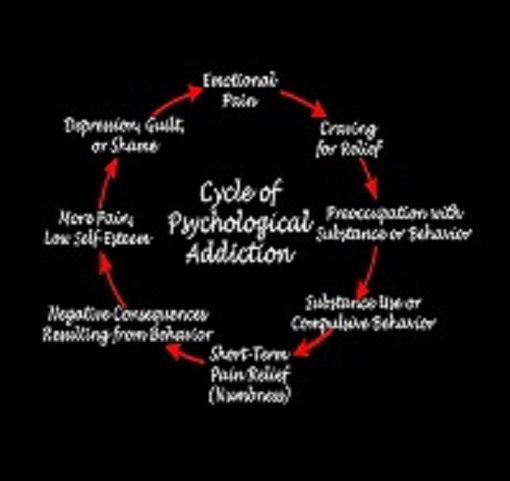 Emotional
Pain
Craving
for Relief
Preoccupation with
Substance or Behavior
Substance Use or
Compulsive Behavior
Short-Term
Pain Relief
(Numbness)
Negative Consequences
Resulting from Behavior
More Pain,
Low Self-Esteem
Depression, Guilt,
or Shame
Cycle of
Psychological
Addiction